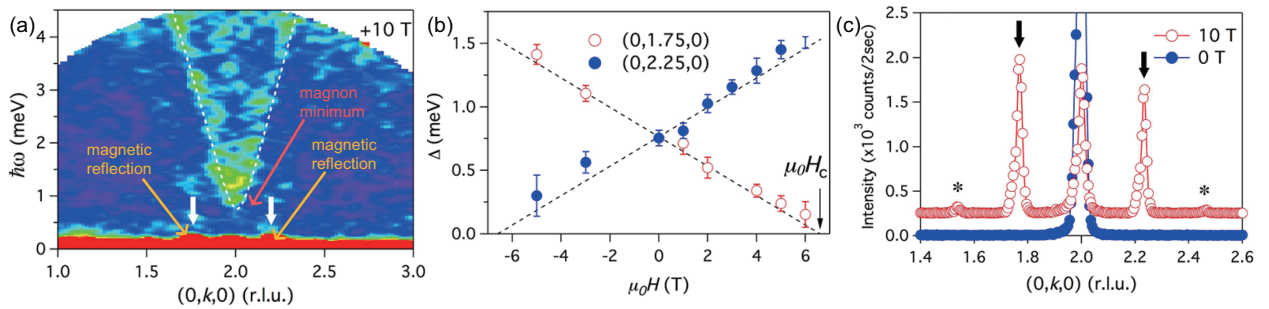 (a)
+10 T
magnon
minimum
magnetic
reflection
magnetic
reflection
ħω (meV)
4
3
2
1
0
1.0
1.5
2.0
2.5
3.0
(0,k,0) (r.l.u.)
(b)
(0,1.75,0)
(0,2.25,0)
μ0Hc
Δ (meV)
1.5
1.0
0.5
0.0
-6
-4
-2
0
2
4
6
μ0H (T)
(c)
10 T
0 T
*
*
Intensity (x10³ counts/2sec)
2.5
2.0
1.5
1.0
0.5
0.0
1.4
1.6
1.8
2.0
2.2
2.4
2.6
(0,k,0) (r.l.u.)